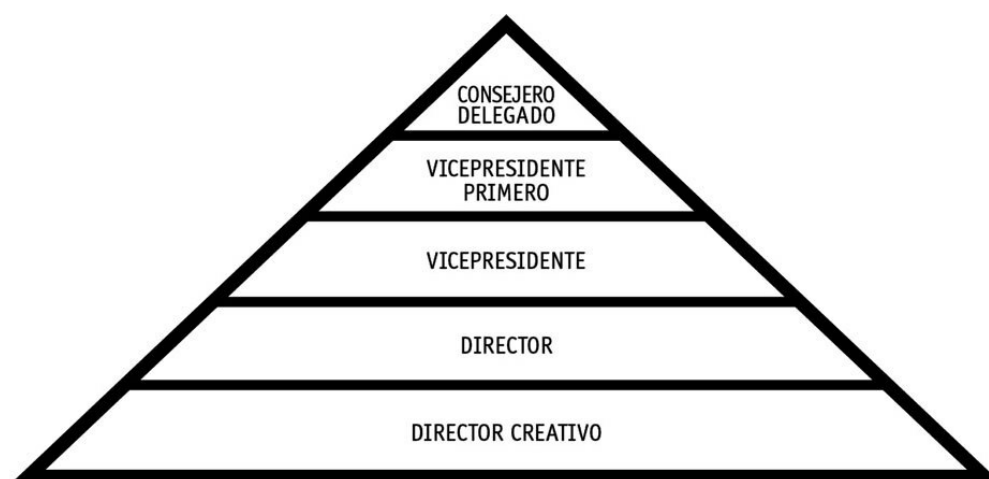 CONSEJERO
DELEGADO
VICEPRESIDENTE
PRIMERO
VICEPRESIDENTE
DIRECTOR
DIRECTOR CREATIVO